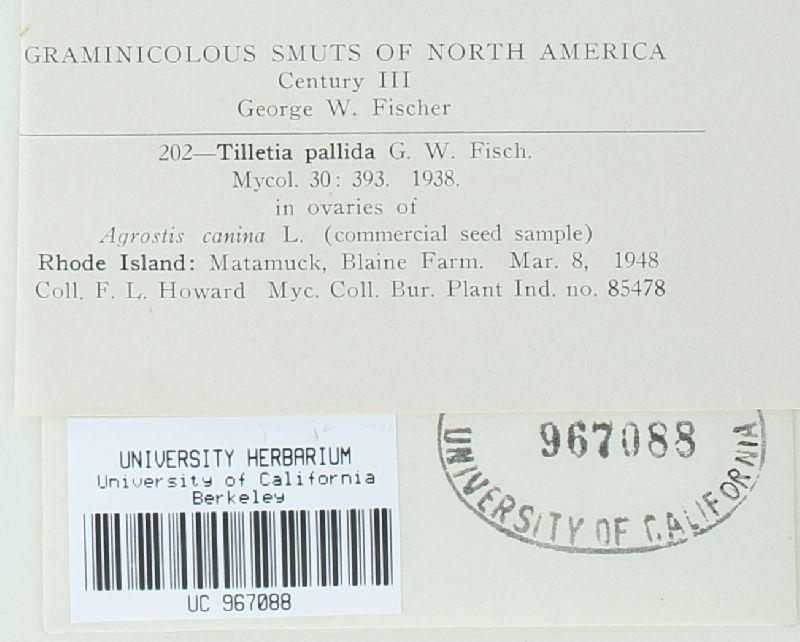 GRAMINICOLOUS SMUTS OF NORTH AMERICA
Century III
George W. Fischer
202—Tilletia pallida G. W. Fisch.
Mycol. 30: 393. 1938.
in ovaries of
Agrostis canina L. (commercial seed sample)
Rhode Island: Matamuck, Blaine Farm. Mar. 8, 1948
Coll. F. L. Howard Myc. Coll. Bur. Plant Ind. no. 85478
UNIVERSITY HERBARIUM
University of California
Berkeley
UC 967088
967088
UNIVERSITY OF CALIFORNIA